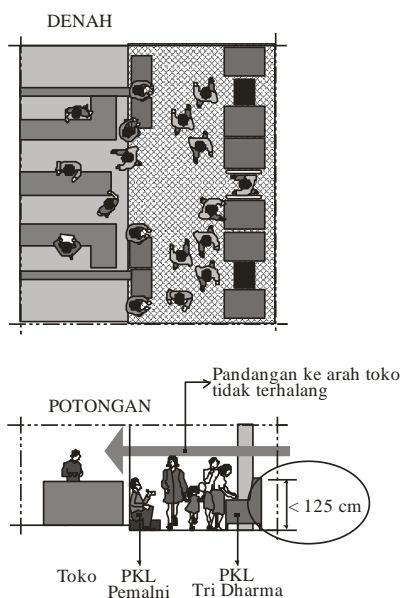 DENAH
Pandangan ke arah toko
tidak terhalang
POTONGAN
< 125 cm
Toko
PKL
Pemalni
PKL
Tri Dharma